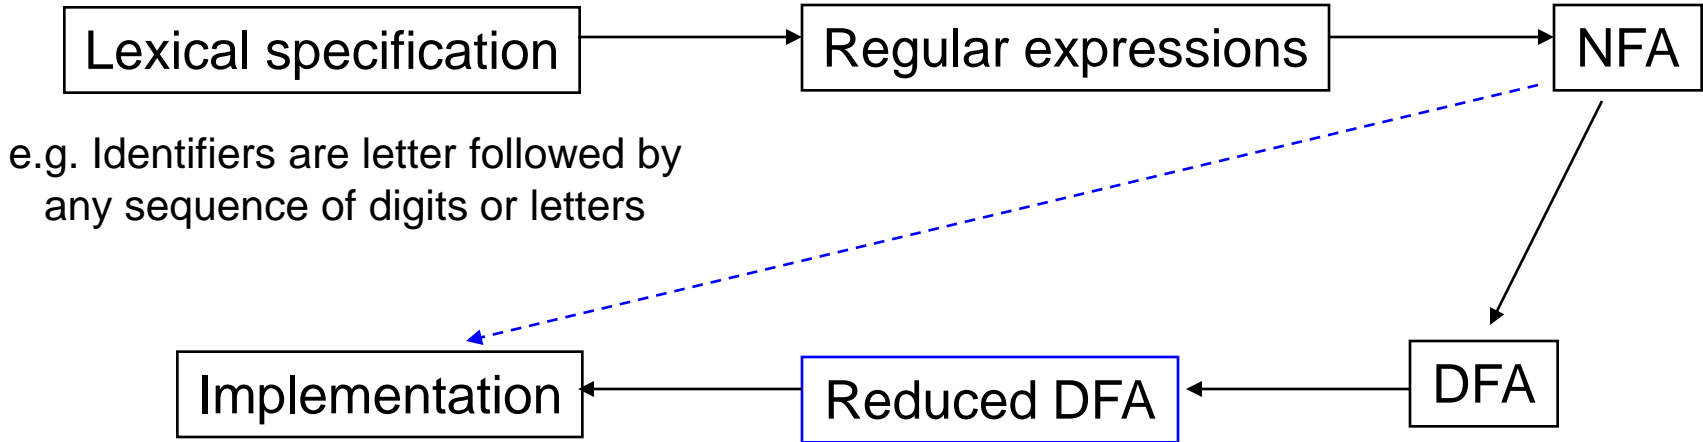 Lexical specification
Regular expressions
NFA
e.g. Identifiers are letter followed by
any sequence of digits or letters
Implementation
Reduced DFA
DFA